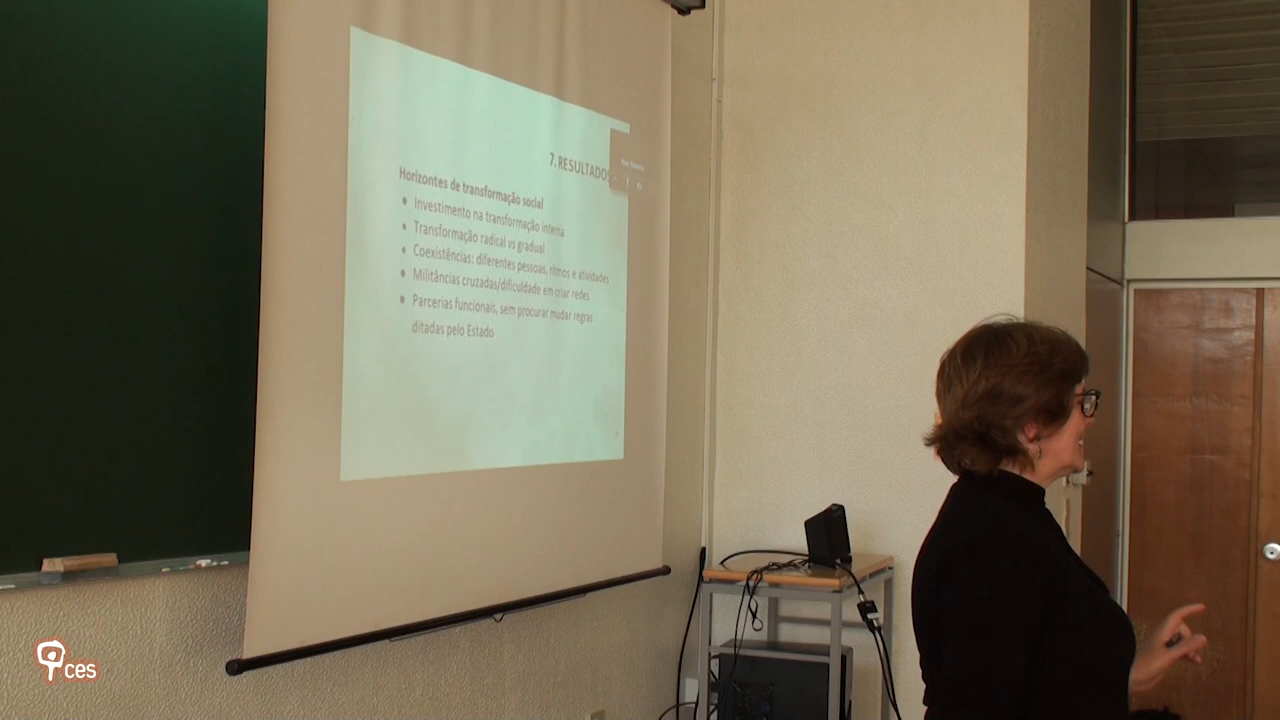 7. RESULTADOS
Horizontes de transformação social
• Investimento na transformação interna
• Transformação radical vs gradual
• Coexistências: diferentes pessoas, ritmos e atividades
• Militâncias cruzadas/dificuldade em criar redes
• Parcerias funcionais, sem procurar mudar regras
ditadas pelo Estado
ces